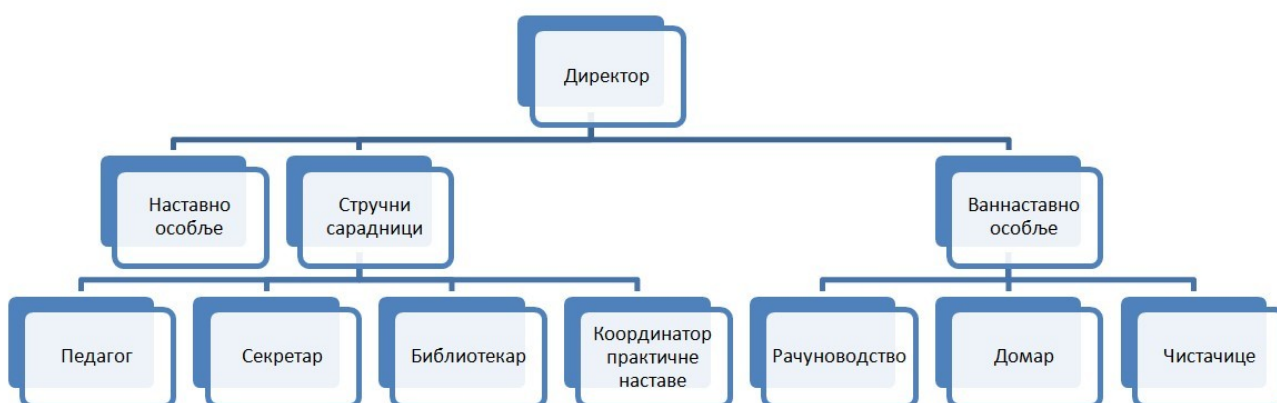 Директор
Наставно
особље
Стручни
сарадници
Ваннаставно
особље
Педагог
Секретар
Библиотекар
Координатор
практичне
наставе
Рачуноводство
Домар
Чистачице